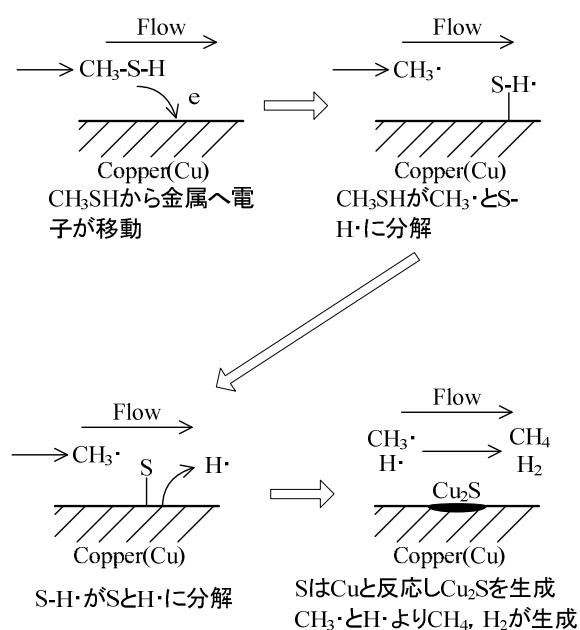 Flow
CH₃-S-H
e
Copper(Cu)
CH₃SHから金属へ電
子が移動
Flow
CH₃･
S-H･
Copper(Cu)
CH₃SHがCH₃･とS-
H･に分解
Flow
CH₃･
S
H･
Copper(Cu)
S-H･がSとH･に分解
Flow
CH₃･
H･
CH₄
H₂
Cu₂S
Copper(Cu)
SはCuと反応しCu₂Sを生成
CH₃･とH･よりCH₄, H₂が生成